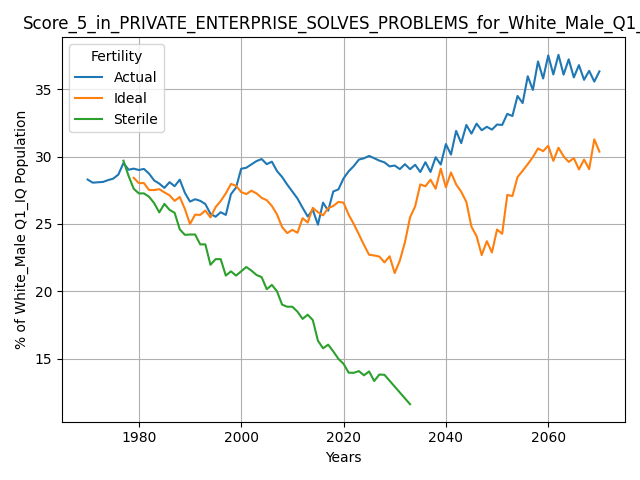 Score_5_in_PRIVATE_ENTERPRISE_SOLVES_PROBLEMS_for_White_Male_Q1_
Fertility
Actual
Ideal
Sterile
% of White_Male Q1_IQ Population
35
30
25
20
15
1980 2000 2020 2040 2060
Years